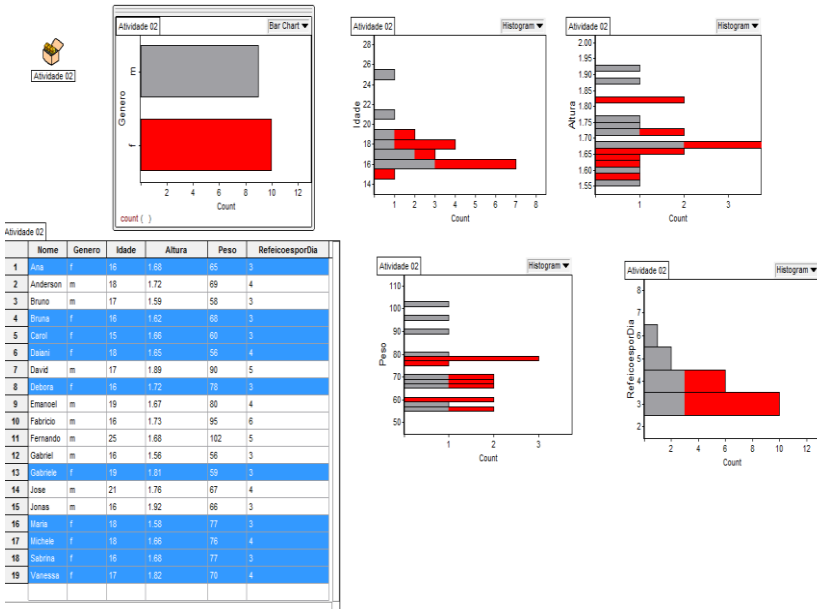 Atividade 02
Atividade 02 Bar Chart
Genero
m
f
2 4 6 8 10 12
Count
count ( )
Atividade 02 Histogram
Idade
28
26
24
22
20
18
16
14
1 2 3 4 5 6 7 8
Count
Atividade 02 Histogram
Altura
2.00
1.95
1.90
1.85
1.80
1.75
1.70
1.65
1.60
1.55
1 2 3
Count
Atividade 02
Nome Genero Idade Altura Peso RefeicoesporDia
1 Ana f 16 1.68 65 3
2 Anderson m 18 1.72 69 4
3 Bruno m 17 1.59 58 3
4 Bruna f 16 1.62 68 3
5 Carol f 15 1.66 60 3
6 Daiani f 18 1.65 56 4
7 David m 17 1.89 90 5
8 Debora f 16 1.72 78 3
9 Emanoel m 19 1.67 80 4
10 Fabricio m 16 1.73 95 6
11 Fernando m 25 1.68 102 5
12 Gabriel m 16 1.56 56 3
13 Gabriele f 19 1.81 59 3
14 Jose m 21 1.76 67 4
15 Jonas m 16 1.92 66 3
16 Maria f 18 1.58 77 3
17 Michele f 18 1.66 76 4
18 Sabrina f 16 1.68 77 3
19 Vanessa f 17 1.82 70 4
Atividade 02 Histogram
Peso
110
100
90
80
70
60
50
1 2 3
Count
Atividade 02 Histogram
RefeicoesporDia
8
7
6
5
4
3
2
2 4 6 8 10 12
Count